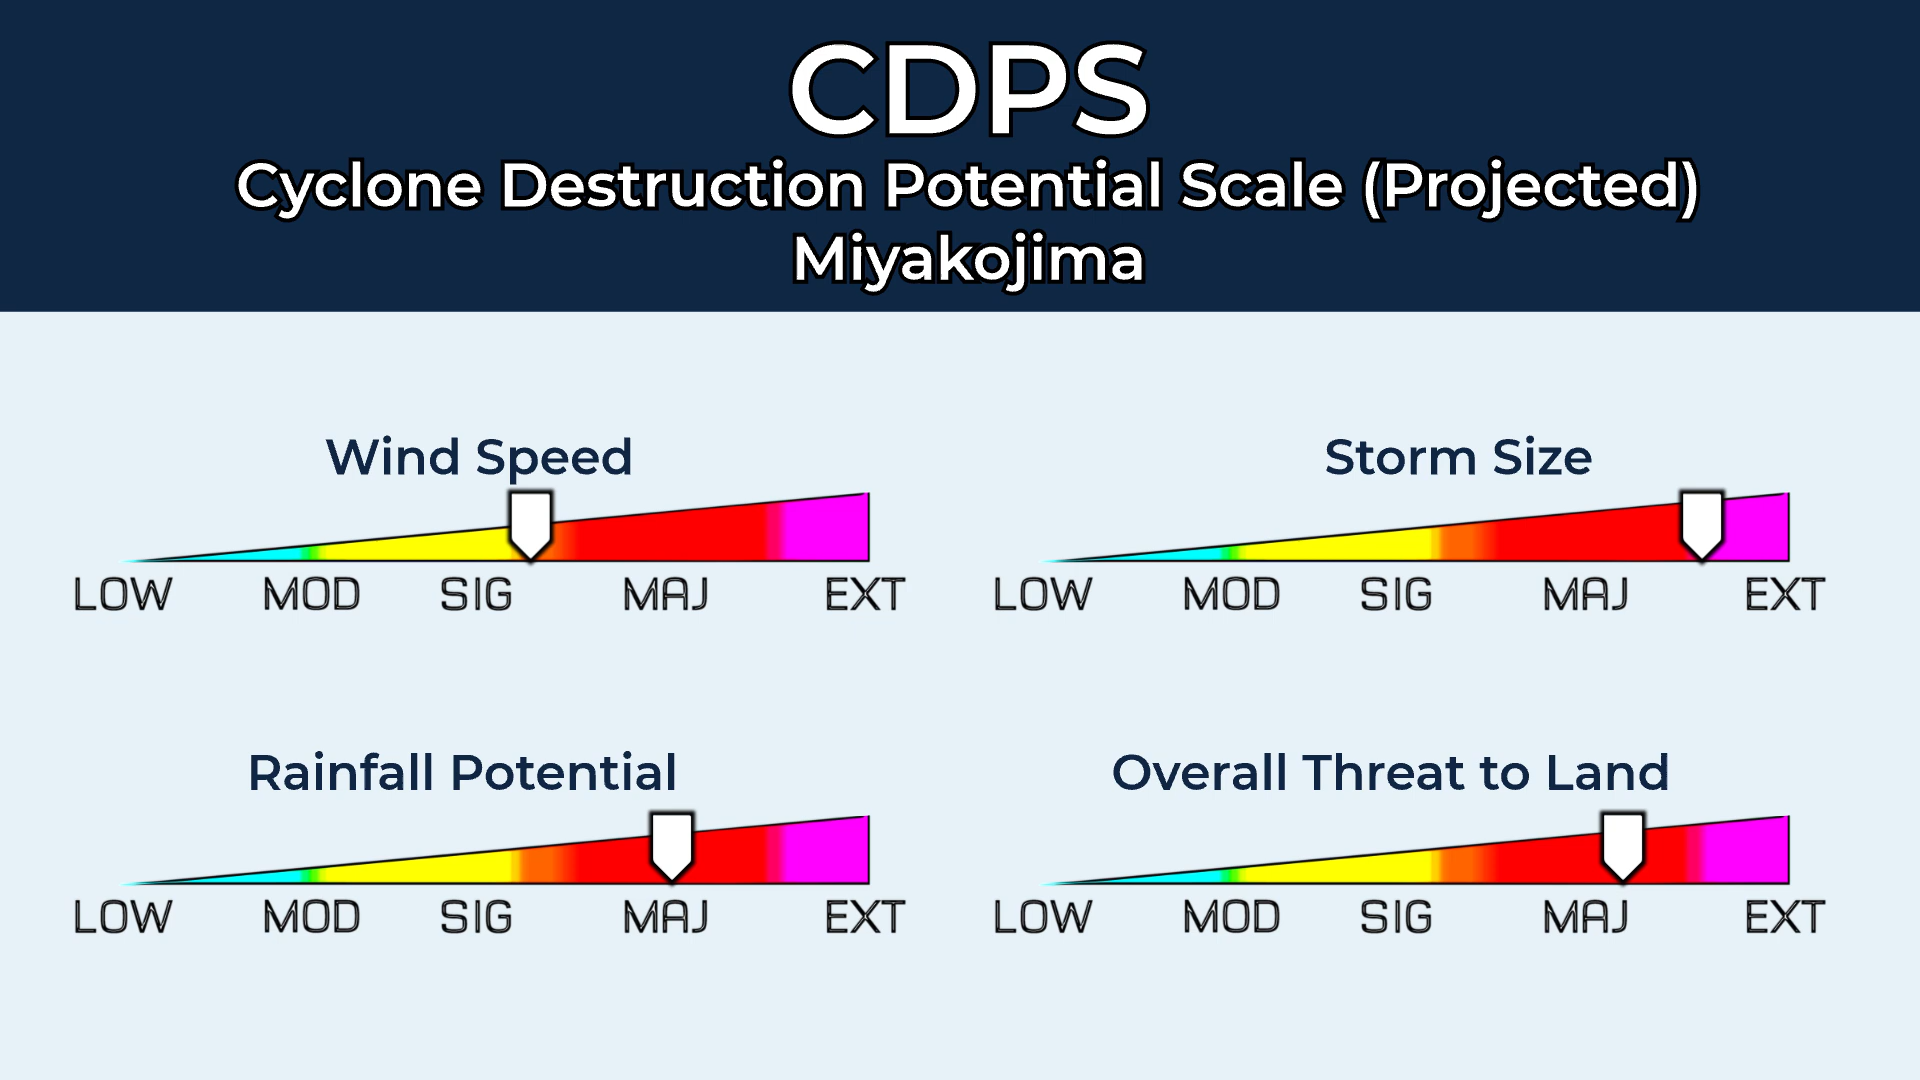 CDPS
Cyclone Destruction Potential Scale (Projected)
Miyakojima
Wind Speed
LOW MOD SIG MAJ EXT
Storm Size
LOW MOD SIG MAJ EXT
Rainfall Potential
LOW MOD SIG MAJ EXT
Overall Threat to Land
LOW MOD SIG MAJ EXT